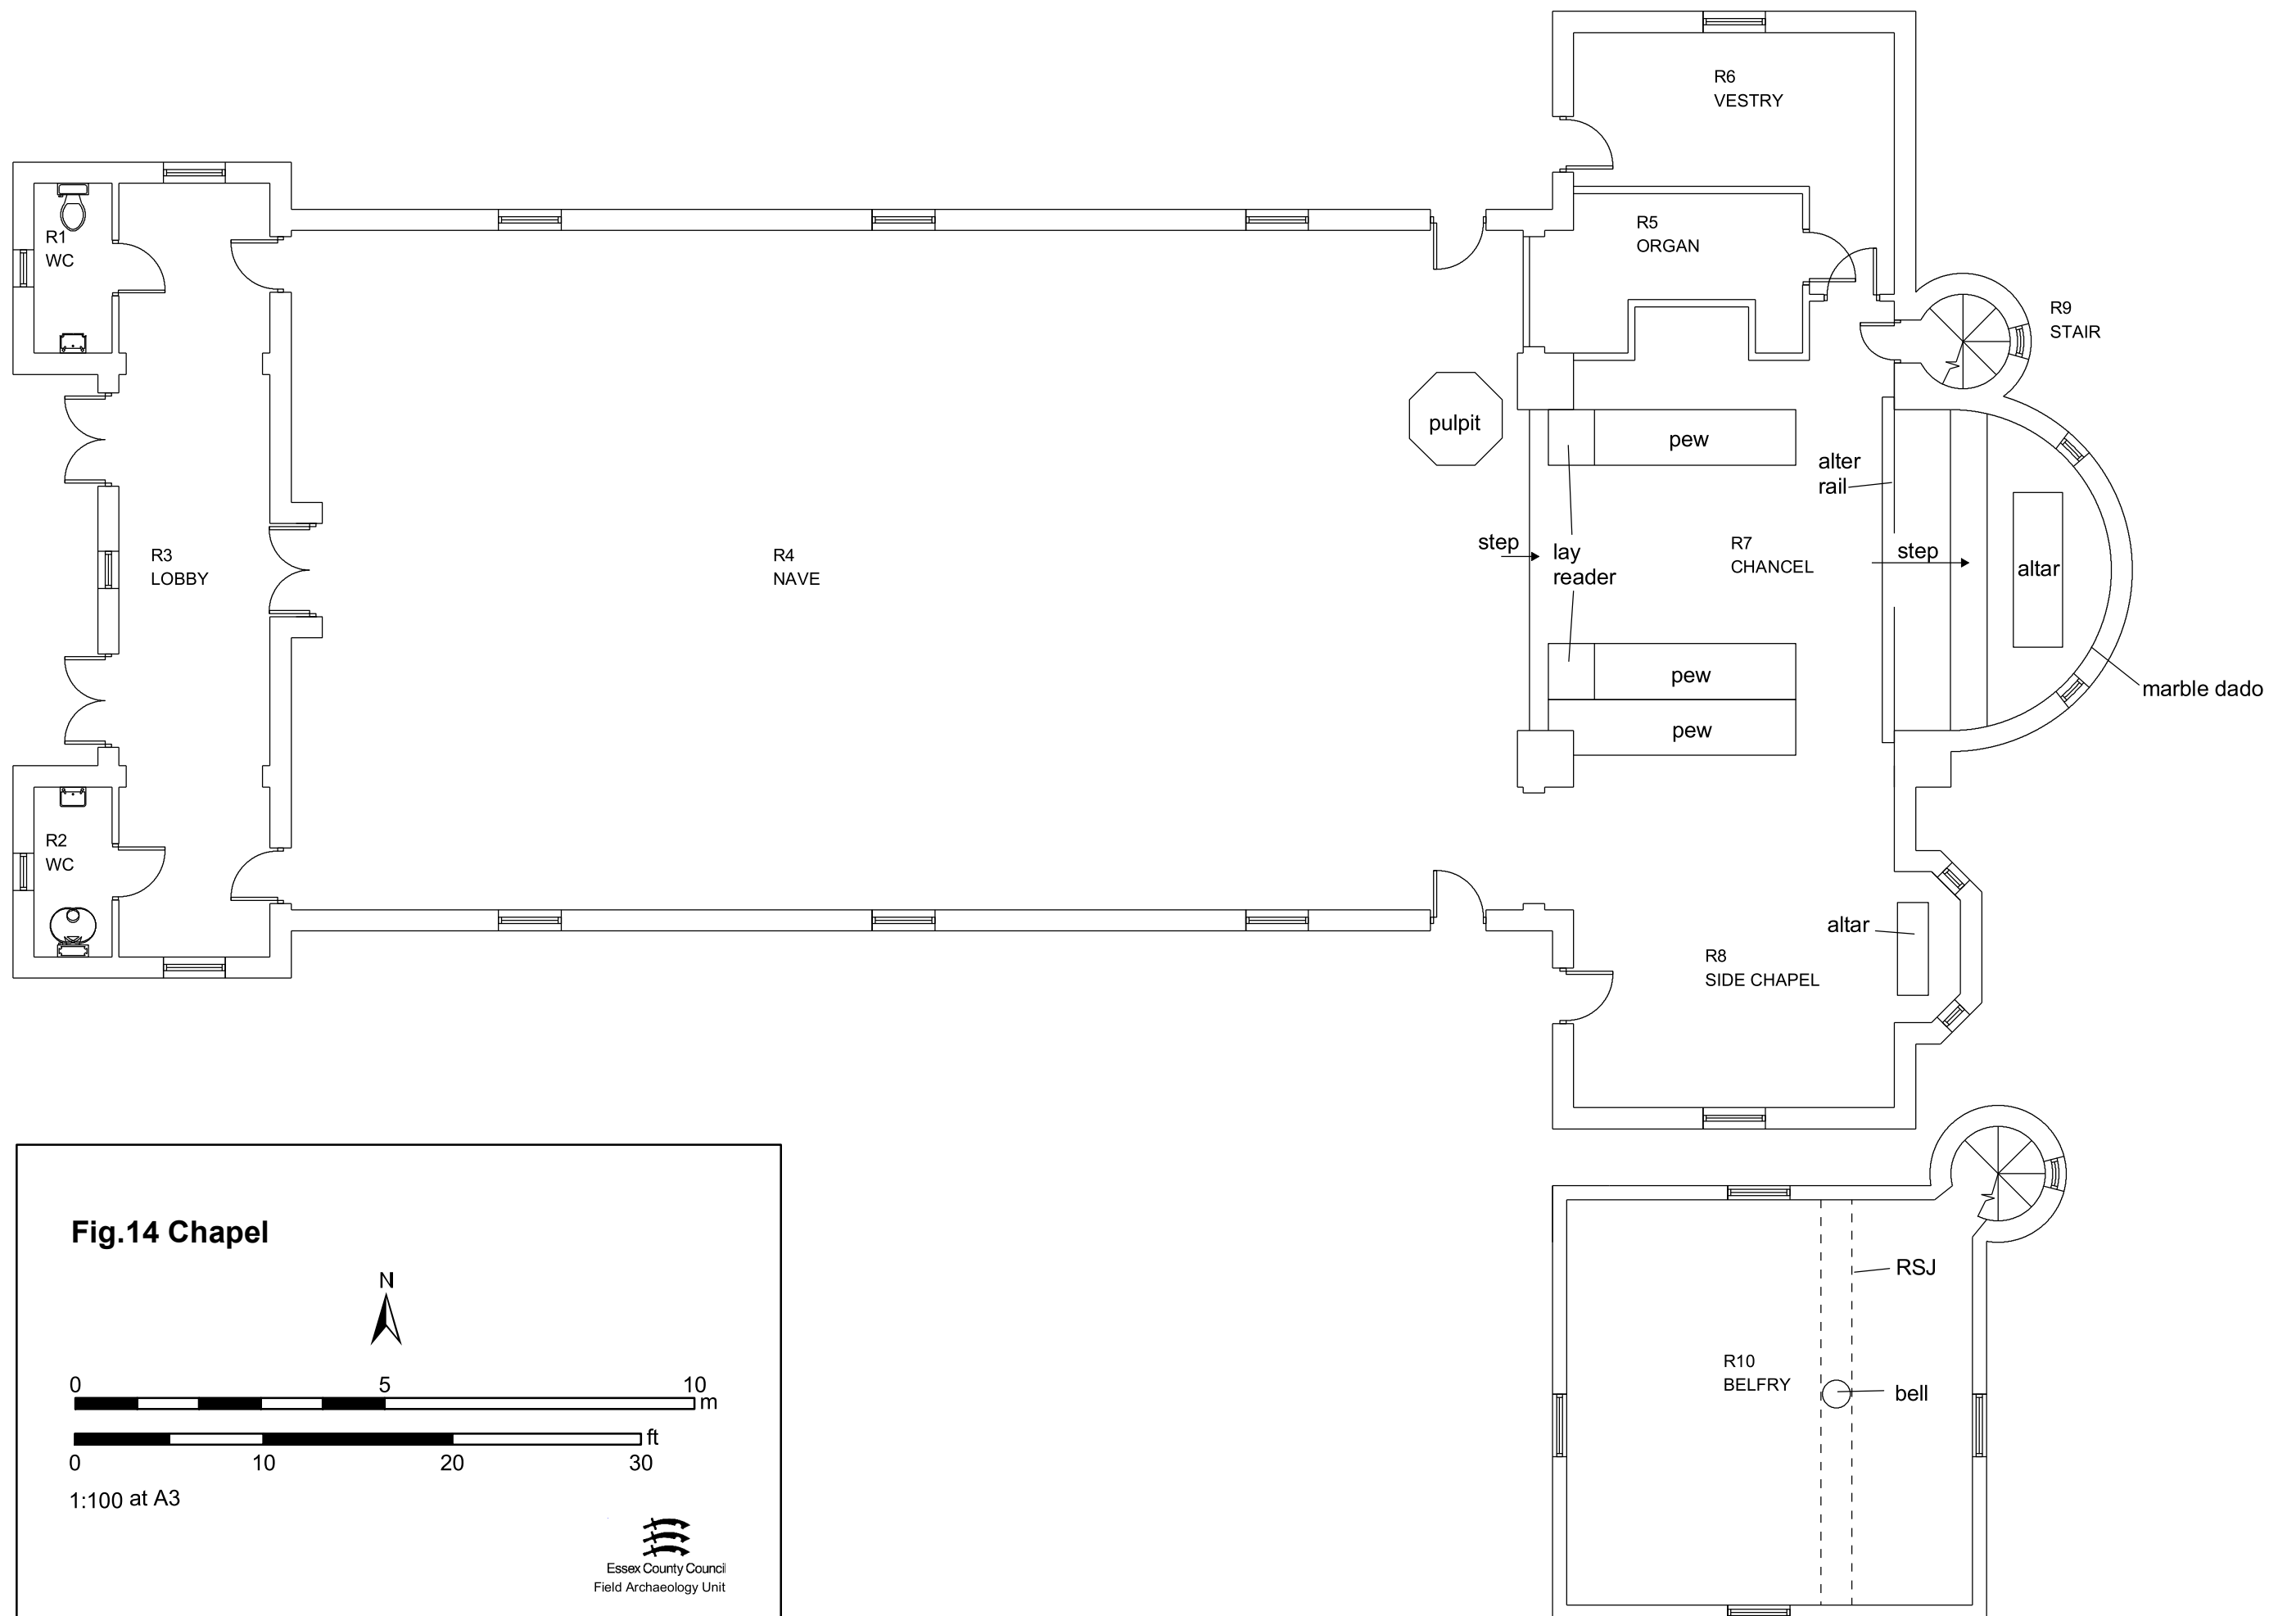 R6
VESTRY
R1
WC
R5
ORGAN
R9
STAIR
pulpit
pew
alter
rail
step
lay
reader
R3
LOBBY
R4
NAVE
R7
CHANCEL
step
altar
pew
pew
marble dado
R2
WC
altar
R8
SIDE CHAPEL
Fig.14 Chapel
N
0 5 10
m
ft
0 10 20 30
1:100 at A3
Essex County Council
Field Archaeology Unit
RSJ
R10
BELFRY
bell